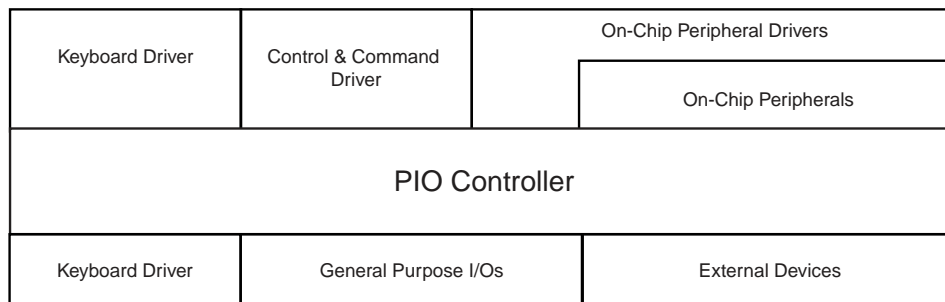 Keyboard Driver
Control & Command
Driver
On-Chip Peripheral Drivers
On-Chip Peripherals
PIO Controller
Keyboard Driver
General Purpose I/Os
External Devices